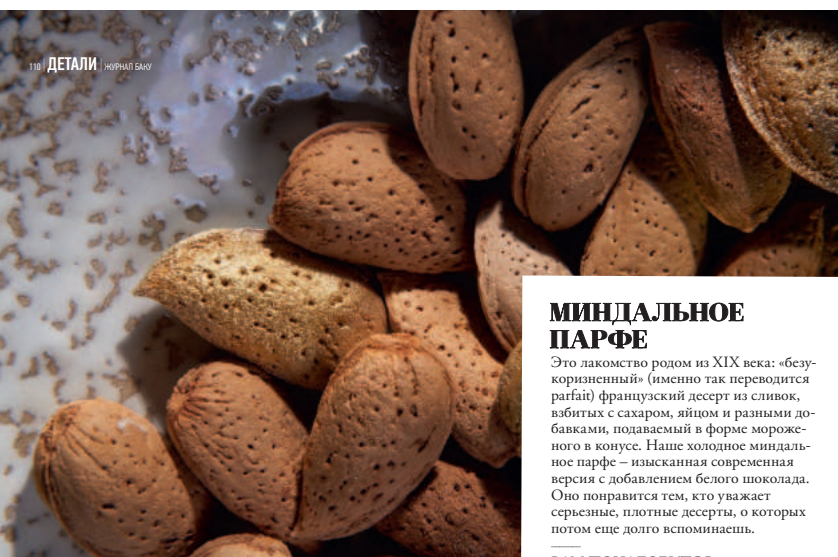 110 | ДЕТАЛИ | ЖУРНАЛ БАКУ
МИНДАЛЬНОЕ
ПАРФЕ
Это лакомство родом из XIX века: «безу-
коризненный» (именно так переводится
parfait) французский десерт из сливок,
взбитых с сахаром, яйцом и разными до-
бавками, подаваемый в форме мороже-
ного в конусе. Наше холодное миндаль-
ное парфе – изысканная современная
версия с добавлением белого шоколада.
Оно понравится тем, кто уважает
серьезные, плотные десерты, о которых
потом еще долго вспоминаешь.